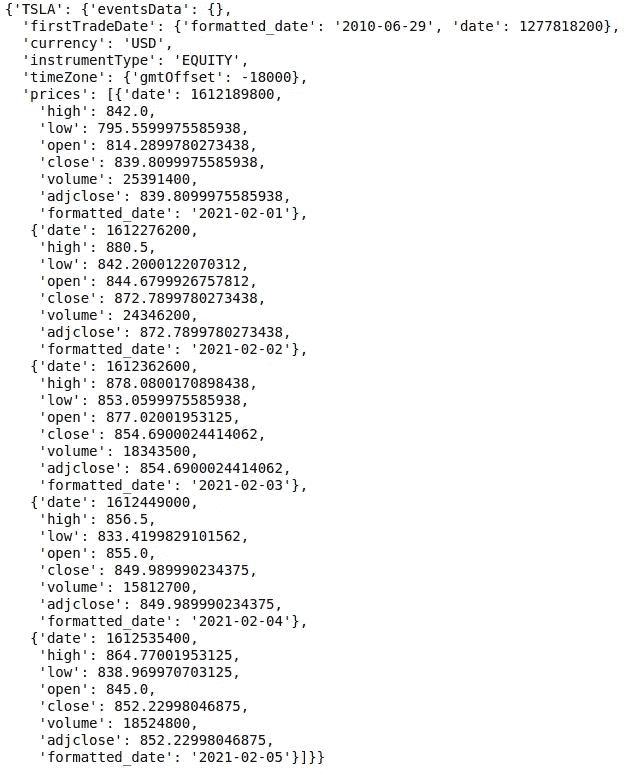 {'TSLA': {'eventsData': {},
'firstTradeDate': {'formatted_date': '2010-06-29', 'date': 1277818200},
'currency': 'USD',
'instrumentType': 'EQUITY',
'timeZone': {'gmtOffset': -18000},
'prices': [{'date': 1612189800,
'high': 842.0,
'low': 795.5599975585938,
'open': 814.2899780273438,
'close': 839.8099975585938,
'volume': 25391400,
'adjclose': 839.8099975585938,
'formatted_date': '2021-02-01'},
{'date': 1612276200,
'high': 880.5,
'low': 842.2000122070312,
'open': 844.6799926757812,
'close': 872.7899780273438,
'volume': 24346200,
'adjclose': 872.7899780273438,
'formatted_date': '2021-02-02'},
{'date': 1612362600,
'high': 878.0800170898438,
'low': 853.0599975585938,
'open': 877.02001953125,
'close': 854.6900024414062,
'volume': 18343500,
'adjclose': 854.6900024414062,
'formatted_date': '2021-02-03'},
{'date': 1612449000,
'high': 856.5,
'low': 833.4199829101562,
'open': 855.0,
'close': 849.989990234375,
'volume': 15812700,
'adjclose': 849.989990234375,
'formatted_date': '2021-02-04'},
{'date': 1612535400,
'high': 864.77001953125,
'low': 838.969970703125,
'open': 845.0,
'close': 852.22998046875,
'volume': 18524800,
'adjclose': 852.22998046875,
'formatted_date': '2021-02-05'}]}}